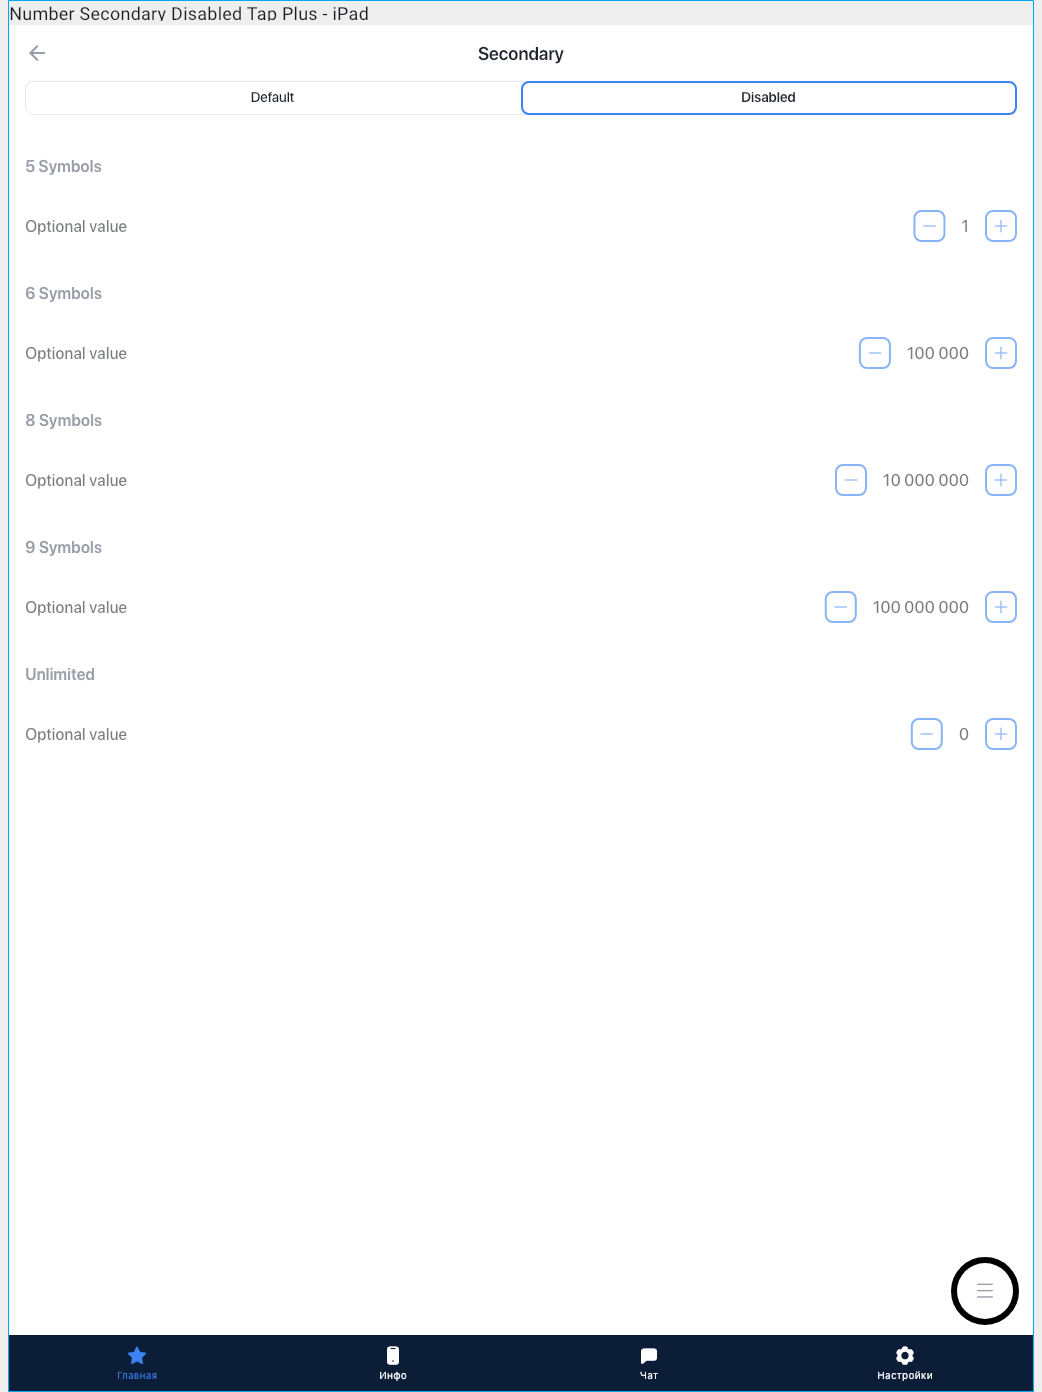 Number Secondary Disabled Tap Plus - iPad
Secondary
Default Disabled
5 Symbols
Optional value 1
6 Symbols
Optional value 100 000
8 Symbols
Optional value 10 000 000
9 Symbols
Optional value 100 000 000
Unlimited
Optional value 0
Главная Инфо Чат Настройки